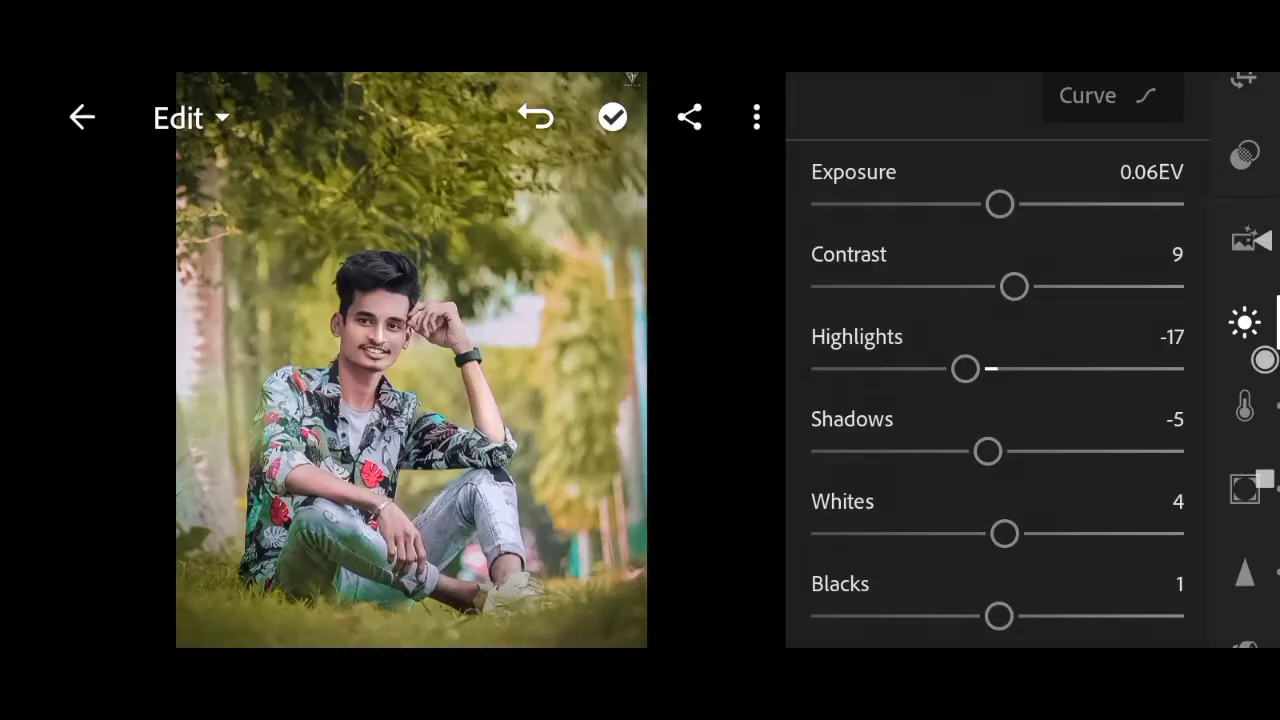 Edit
Curve
Exposure 0.06EV
Contrast 9
Highlights -17
Shadows -5
Whites 4
Blacks 1